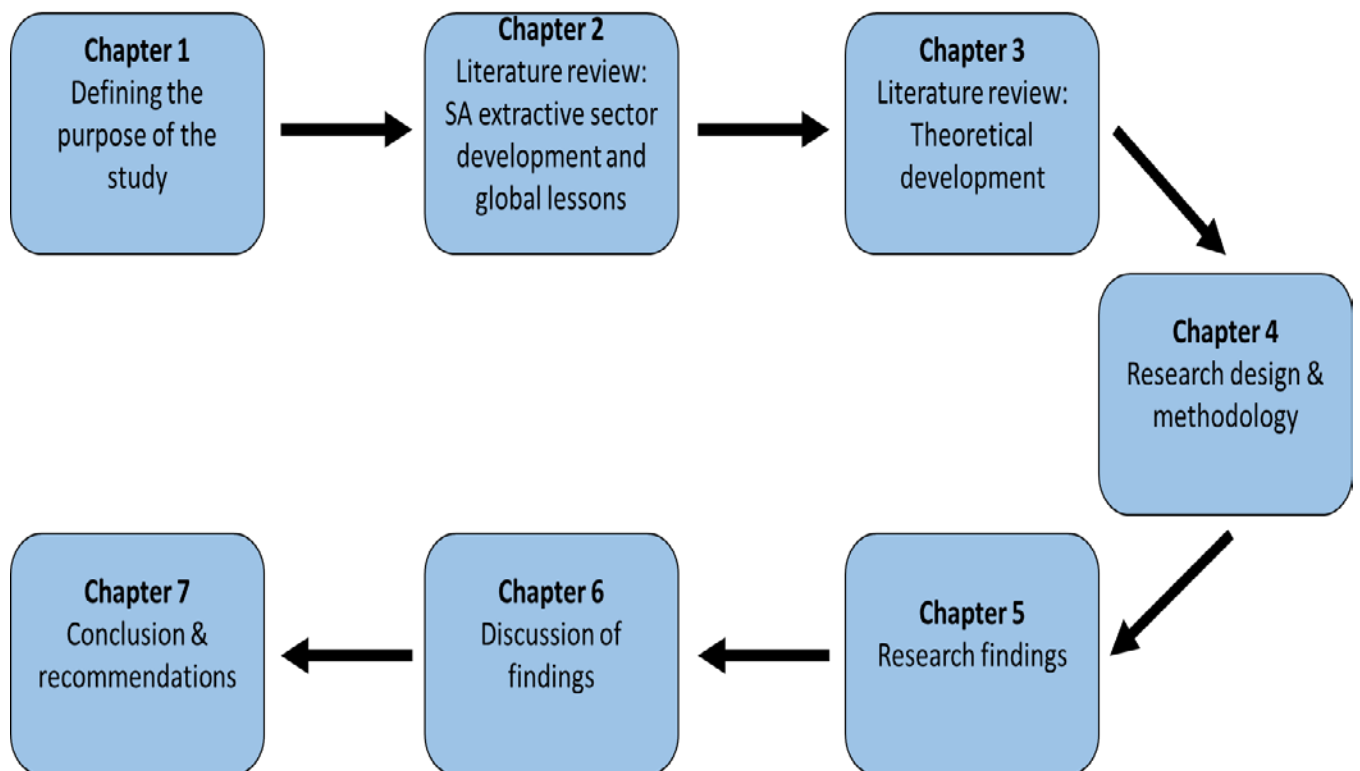 Chapter 1
Defining the
purpose of the
study
Chapter 2
Literature review:
SA extractive sector
development and
global lessons
Chapter 3
Literature review:
Theoretical
development
Chapter 4
Research design &
methodology
Chapter 5
Research findings
Chapter 6
Discussion of
findings
Chapter 7
Conclusion &
recommendations